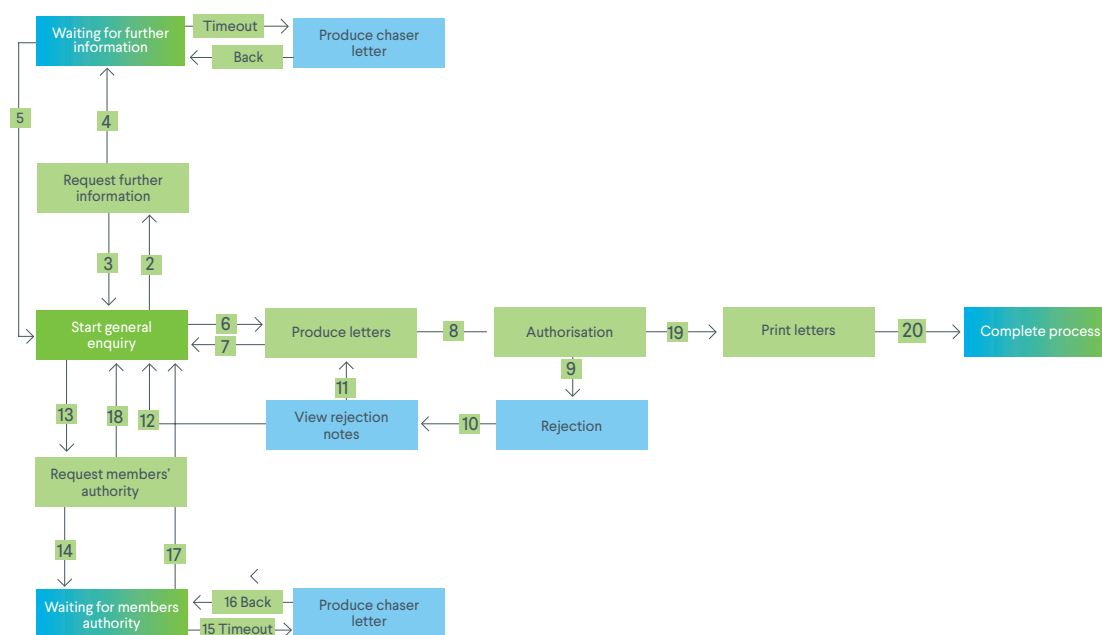 Waiting for further
information
Timeout
Back
Produce chaser
letter
5
4
Request further
information
3
2
Start general
enquiry
6
7
Produce letters
8
Authorisation
19
Print letters
20
Complete process
9
11
13
18
12
View rejection
notes
10
Rejection
Request members'
authority
14
17
Waiting for members
authority
16 Back
15 Timeout
Produce chaser
letter